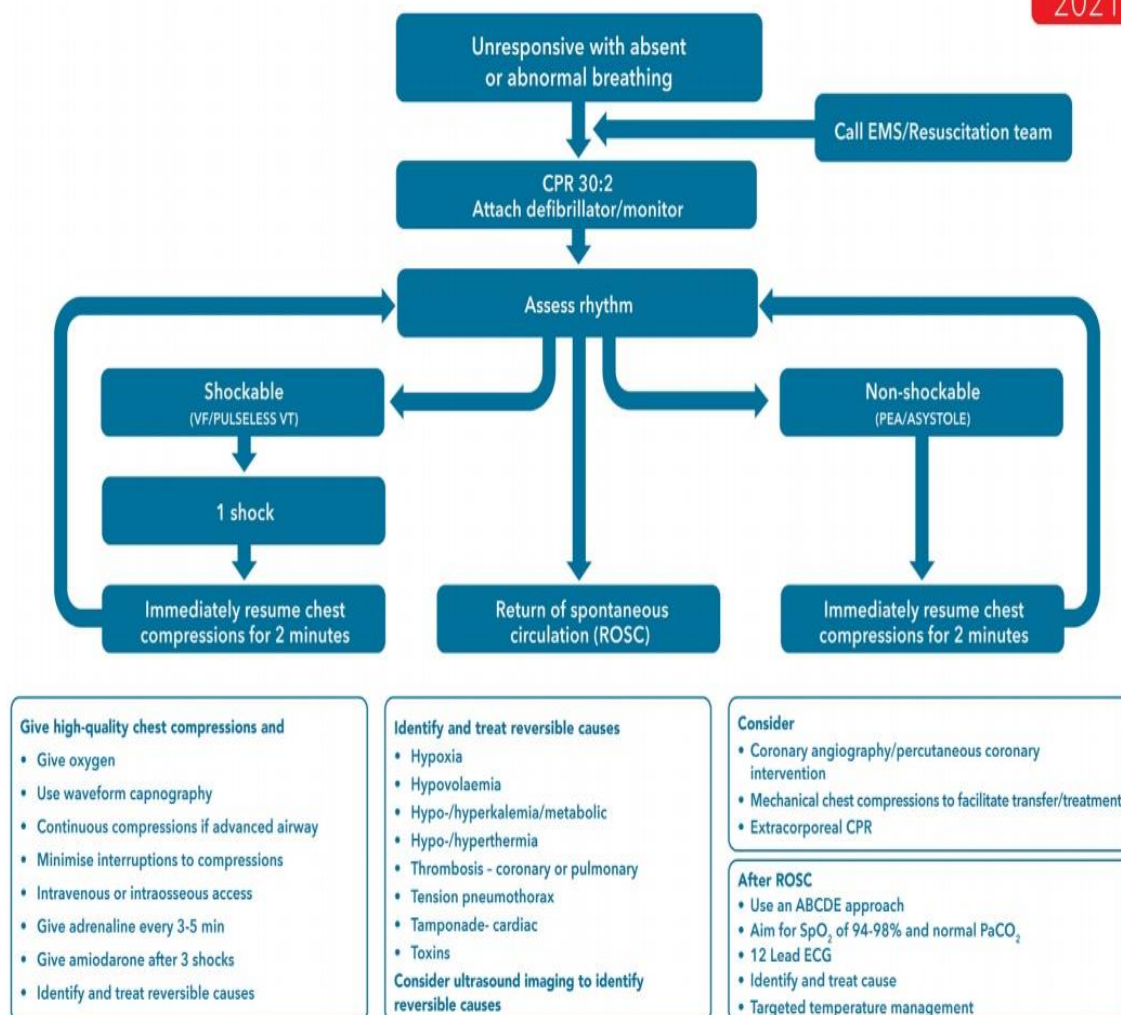 2021
Unresponsive with absent
or abnormal breathing
Call EMS/Resuscitation team
CPR 30:2
Attach defibrillator/monitor
Assess rhythm
Shockable
(VF/PULSELESS VT)
Non-shockable
(PEA/ASYSTOLE)
1 shock
Immediately resume chest
compressions for 2 minutes
Return of spontaneous
circulation (ROSC)
Immediately resume chest
compressions for 2 minutes
Give high-quality chest compressions and
• Give oxygen
• Use waveform capnography
• Continuous compressions if advanced airway
• Minimise interruptions to compressions
• Intravenous or intraosseous access
• Give adrenaline every 3-5 min
• Give amiodarone after 3 shocks
• Identify and treat reversible causes
Identify and treat reversible causes
• Hypoxia
• Hypovolaemia
• Hypo-/hyperkalemia/metabolic
• Hypo-/hyperthermia
• Thrombosis - coronary or pulmonary
• Tension pneumothorax
• Tamponade- cardiac
• Toxins
Consider ultrasound imaging to identify
reversible causes
Consider
• Coronary angiography/percutaneous coronary
intervention
• Mechanical chest compressions to facilitate transfer/treatment
• Extracorporeal CPR
After ROSC
• Use an ABCDE approach
• Aim for SpO₂ of 94-98% and normal PaCO₂
• 12 Lead ECG
• Identify and treat cause
• Targeted temperature management